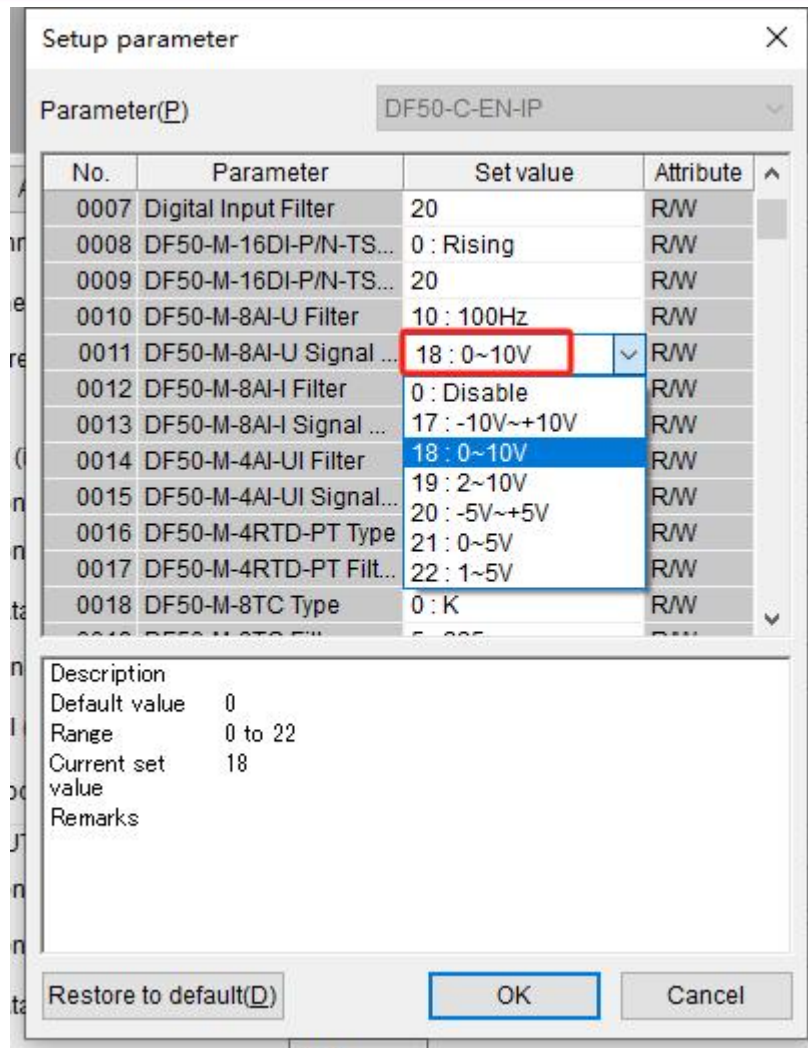 Setup parameter
Parameter(P) DF50-C-EN-IP
No. Parameter Set value Attribute
0007 Digital Input Filter 20 R/W
0008 DF50-M-16DI-P/N-TS... 0 : Rising R/W
0009 DF50-M-16DI-P/N-TS... 20 R/W
0010 DF50-M-8AI-U Filter 10 : 100Hz R/W
0011 DF50-M-8AI-U Signal ... 18 : 0~10V R/W
0012 DF50-M-8AI-I Filter 0 : Disable R/W
0013 DF50-M-8AI-I Signal ... 17 : -10V~+10V R/W
0014 DF50-M-4AI-UI Filter 18 : 0~10V R/W
0015 DF50-M-4AI-UI Signal... 19 : 2~10V R/W
0016 DF50-M-4RTD-PT Type 20 : -5V~+5V R/W
0017 DF50-M-4RTD-PT Filt... 21 : 0~5V R/W
22 : 1~5V
0018 DF50-M-8TC Type 0 : K R/W
Description
Default value 0
Range 0 to 22
Current set value 18
Remarks
Restore to default(D) OK Cancel